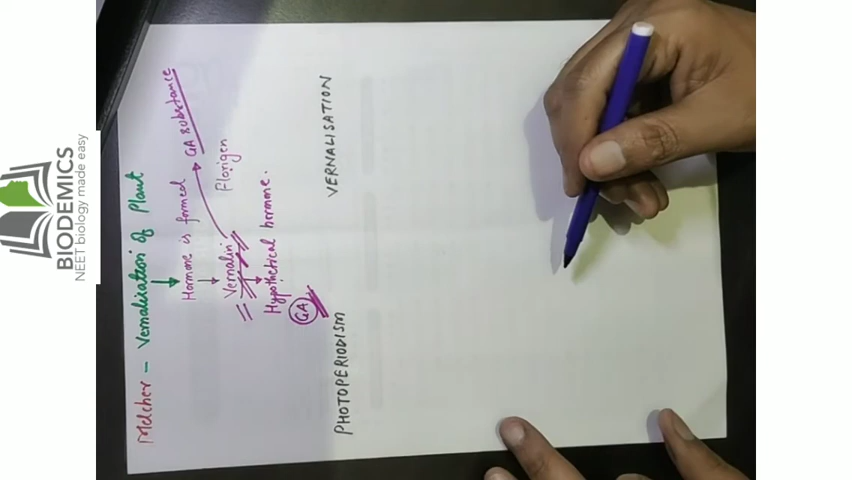 BIODEMICS
NEET biology made easy
Melcher – Vernalisation of Plant
Hormone is formed
GA substance
= Vernalin
Florigen
Hypothetical hormone.
GA
PHOTOPERIODISM VERNALISATION